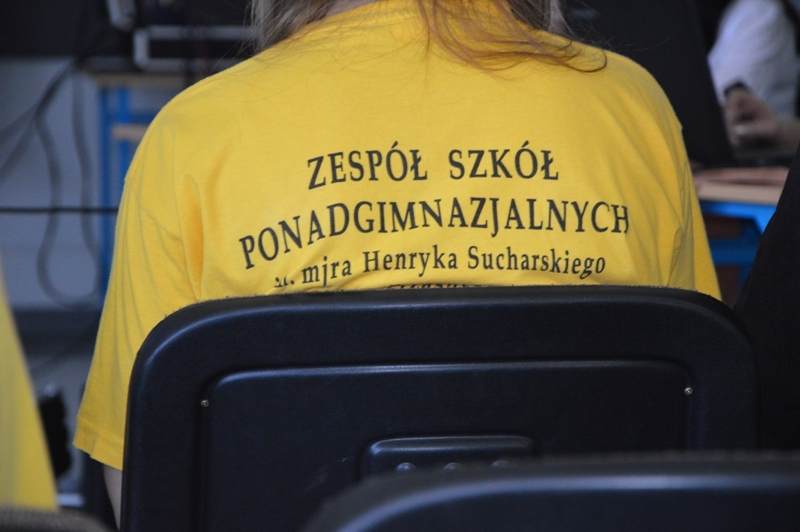 ZESPÓŁ SZKÓŁ
PONADGIMNAZJALNYCH
mjra Henryka Sucharskiego